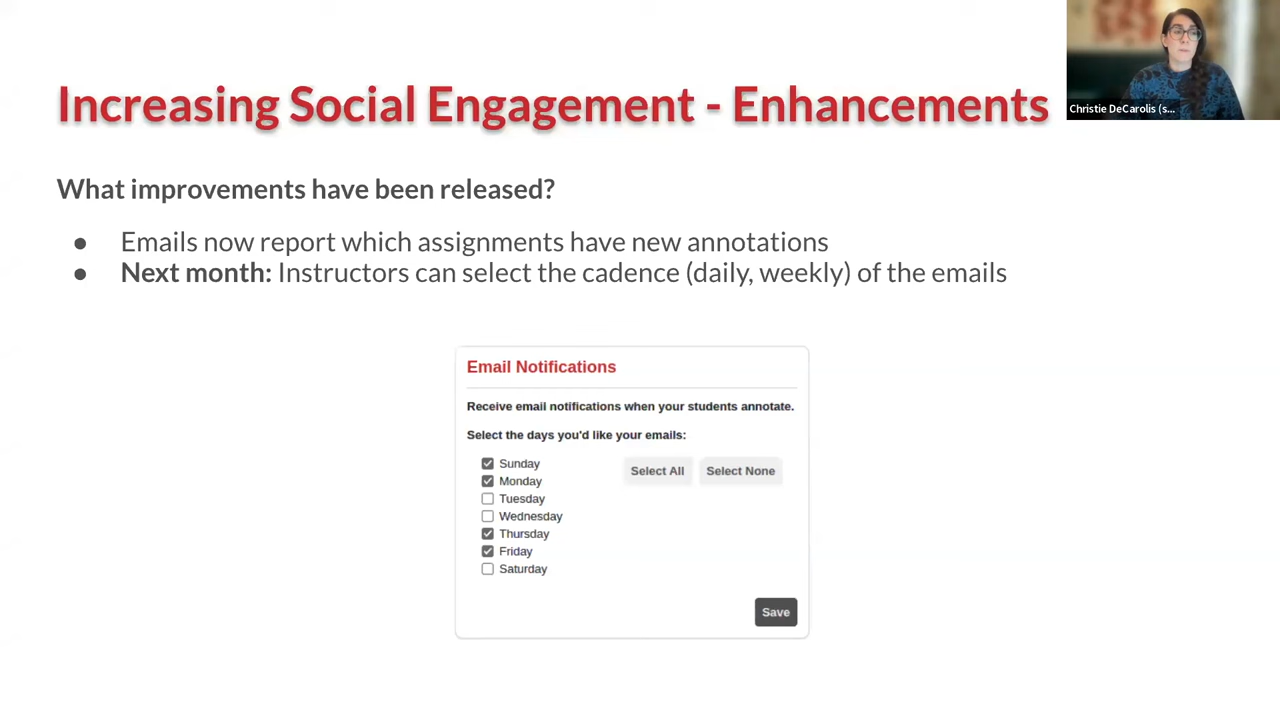 Increasing Social Engagement - Enhancements
Christie DeCarolis (s...
What improvements have been released?
● Emails now report which assignments have new annotations
● Next month: Instructors can select the cadence (daily, weekly) of the emails
Email Notifications
Receive email notifications when your students annotate.
Select the days you'd like your emails:
Sunday
Select All Select None
Monday
Tuesday
Wednesday
Thursday
Friday
Saturday
Save